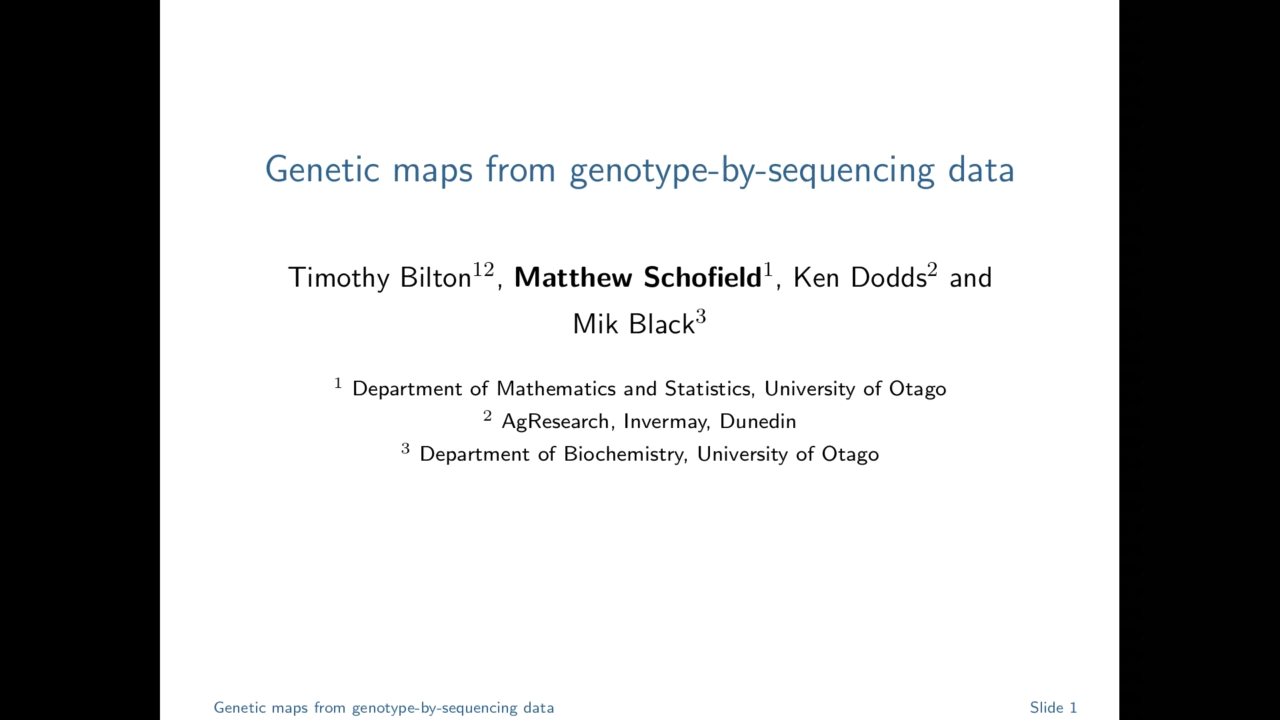 Genetic maps from genotype-by-sequencing data
Timothy Bilton¹², Matthew Schofield¹, Ken Dodds² and
Mik Black³
¹ Department of Mathematics and Statistics, University of Otago
² AgResearch, Invermay, Dunedin
³ Department of Biochemistry, University of Otago
Genetic maps from genotype-by-sequencing data
Slide 1